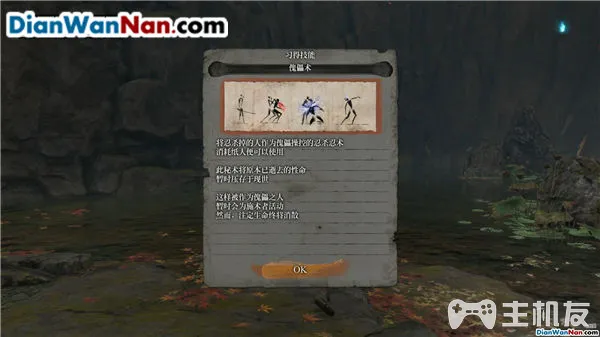 DianWanNan.com
习得技能
傀儡术
将忍杀掉的人作为傀儡操控的忍杀忍术
消耗纸人便可以使用
此秘术将原本已逝去的性命
暂时压存于现世
这样被作为傀儡之人
暂时会为施术者活动
然而，注定生命终将消散
OK
主机友
DianWanNan.com